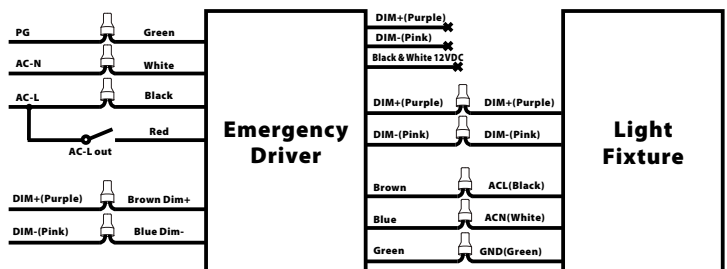 PG Green
AC-N White
AC-L Black
Red
AC-L out
DIM+(Purple) Brown Dim+
DIM-(Pink) Blue Dim-
Emergency
Driver
DIM+(Purple)
DIM-(Pink)
Black & White 12VDC
DIM+(Purple) DIM+(Purple)
DIM-(Pink) DIM-(Pink)
Brown ACL(Black)
Blue ACN(White)
Green GND(Green)
Light
Fixture